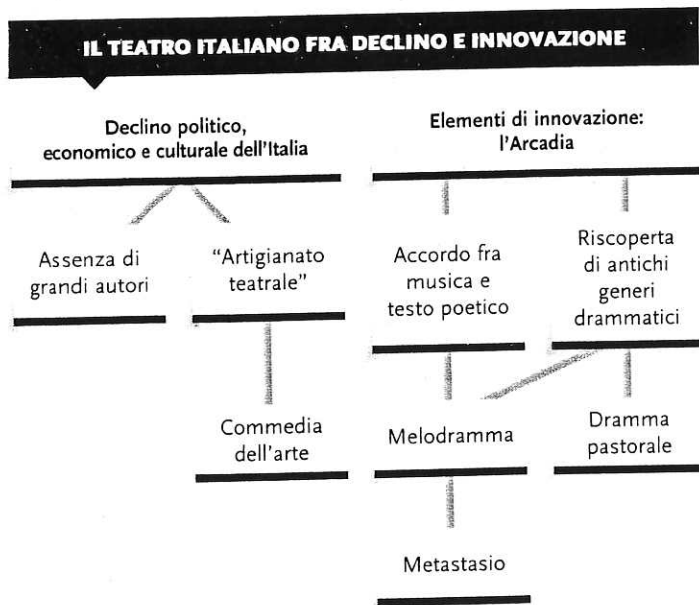 IL TEATRO ITALIANO FRA DECLINO E INNOVAZIONE
Declino politico,
economico e culturale dell'Italia
Elementi di innovazione:
l'Arcadia
Assenza di
grandi autori
"Artigianato
teatrale"
Accordo fra
musica e
testo poetico
Riscoperta
di antichi
generi
drammatici
Commedia
dell'arte
Melodramma
Dramma
pastorale
Metastasio